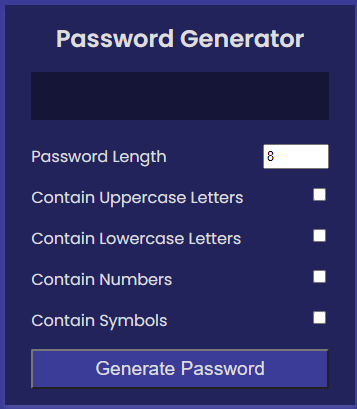 Password Generator
Password Length 8
Contain Uppercase Letters
Contain Lowercase Letters
Contain Numbers
Contain Symbols
Generate Password